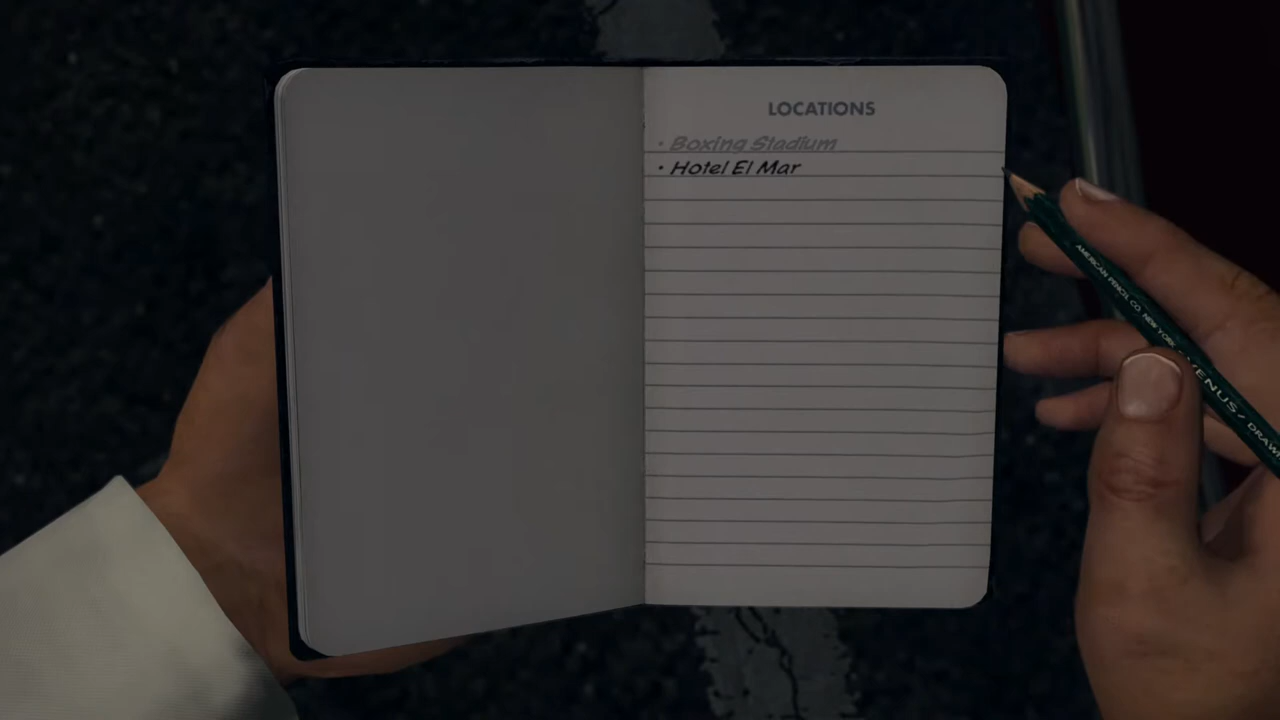 LOCATIONS
• Boxing Stadium
• Hotel El Mar
AMERICAN PENCIL CO. NEW YORK
VENUS/ DRAW